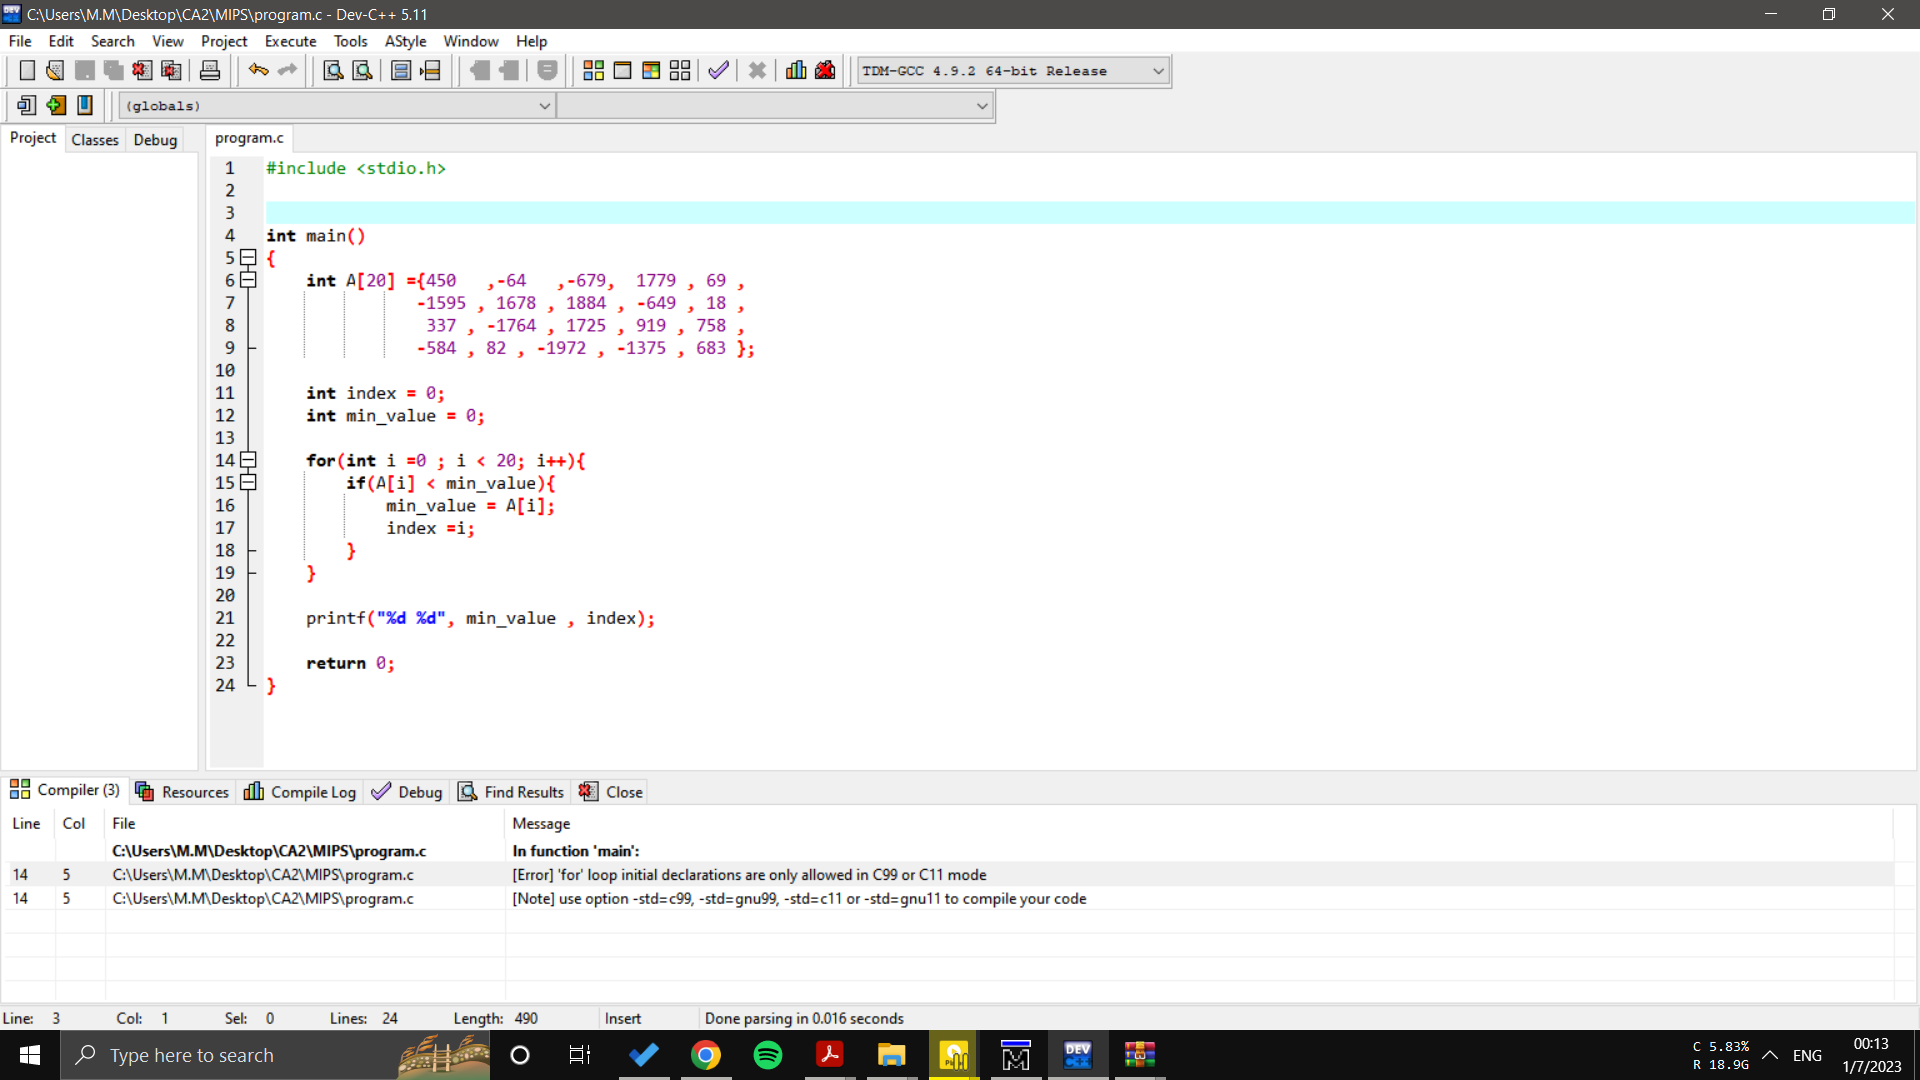 C:\Users\M.M\Desktop\CA2\MIPS\program.c - Dev-C++ 5.11
File Edit Search View Project Execute Tools AStyle Window Help
TDM-GCC 4.9.2 64-bit Release
(globals)
Project Classes Debug program.c
1 #include <stdio.h>
2
3
4 int main()
5 {
6 int A[20] ={450 ,-64 ,-679, 1779 , 69 ,
7 -1595 , 1678 , 1884 , -649 , 18 ,
8 337 , -1764 , 1725 , 919 , 758 ,
9 -584 , 82 , -1972 , -1375 , 683 };
10
11 int index = 0;
12 int min_value = 0;
13
14 for(int i =0 ; i < 20; i++){
15 if(A[i] < min_value){
16 min_value = A[i];
17 index =i;
18 }
19 }
20
21 printf("%d %d", min_value , index);
22
23 return 0;
24 }
Compiler (3) Resources Compile Log Debug Find Results Close
Line Col File Message
C:\Users\M.M\Desktop\CA2\MIPS\program.c In function 'main':
14 5 C:\Users\M.M\Desktop\CA2\MIPS\program.c [Error] 'for' loop initial declarations are only allowed in C99 or C11 mode
14 5 C:\Users\M.M\Desktop\CA2\MIPS\program.c [Note] use option -std=c99, -std=gnu99, -std=c11 or -std=gnu11 to compile your code
Line: 3 Col: 1 Sel: 0 Lines: 24 Length: 490 Insert Done parsing in 0.016 seconds
Type here to search
DEV
C 5.83%
R 18.9G
ENG
00:13
1/7/2023